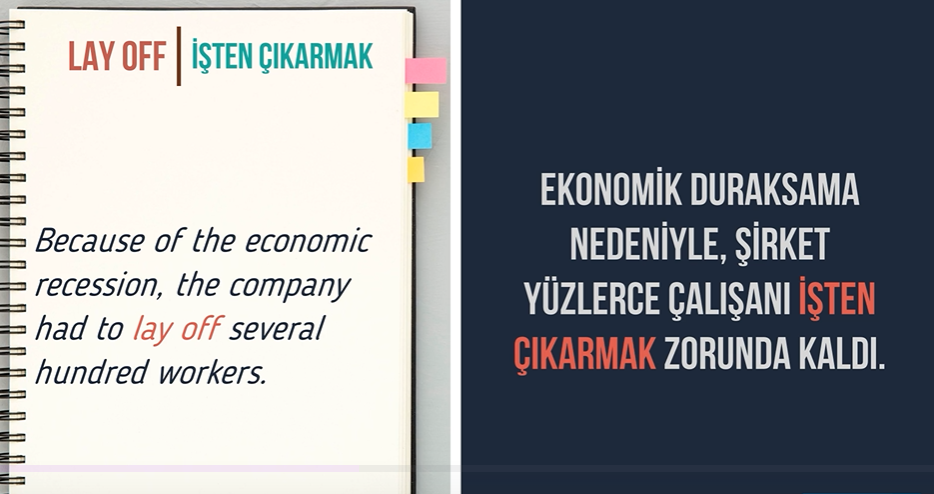 LAY OFF | İŞTEN ÇIKARMAK
Because of the economic
recession, the company
had to lay off several
hundred workers.
EKONOMİK DURAKSAMA
NEDENİYLE, ŞİRKET
YÜZLERCE ÇALIŞANI İŞTEN
ÇIKARMAK ZORUNDA KALDI.